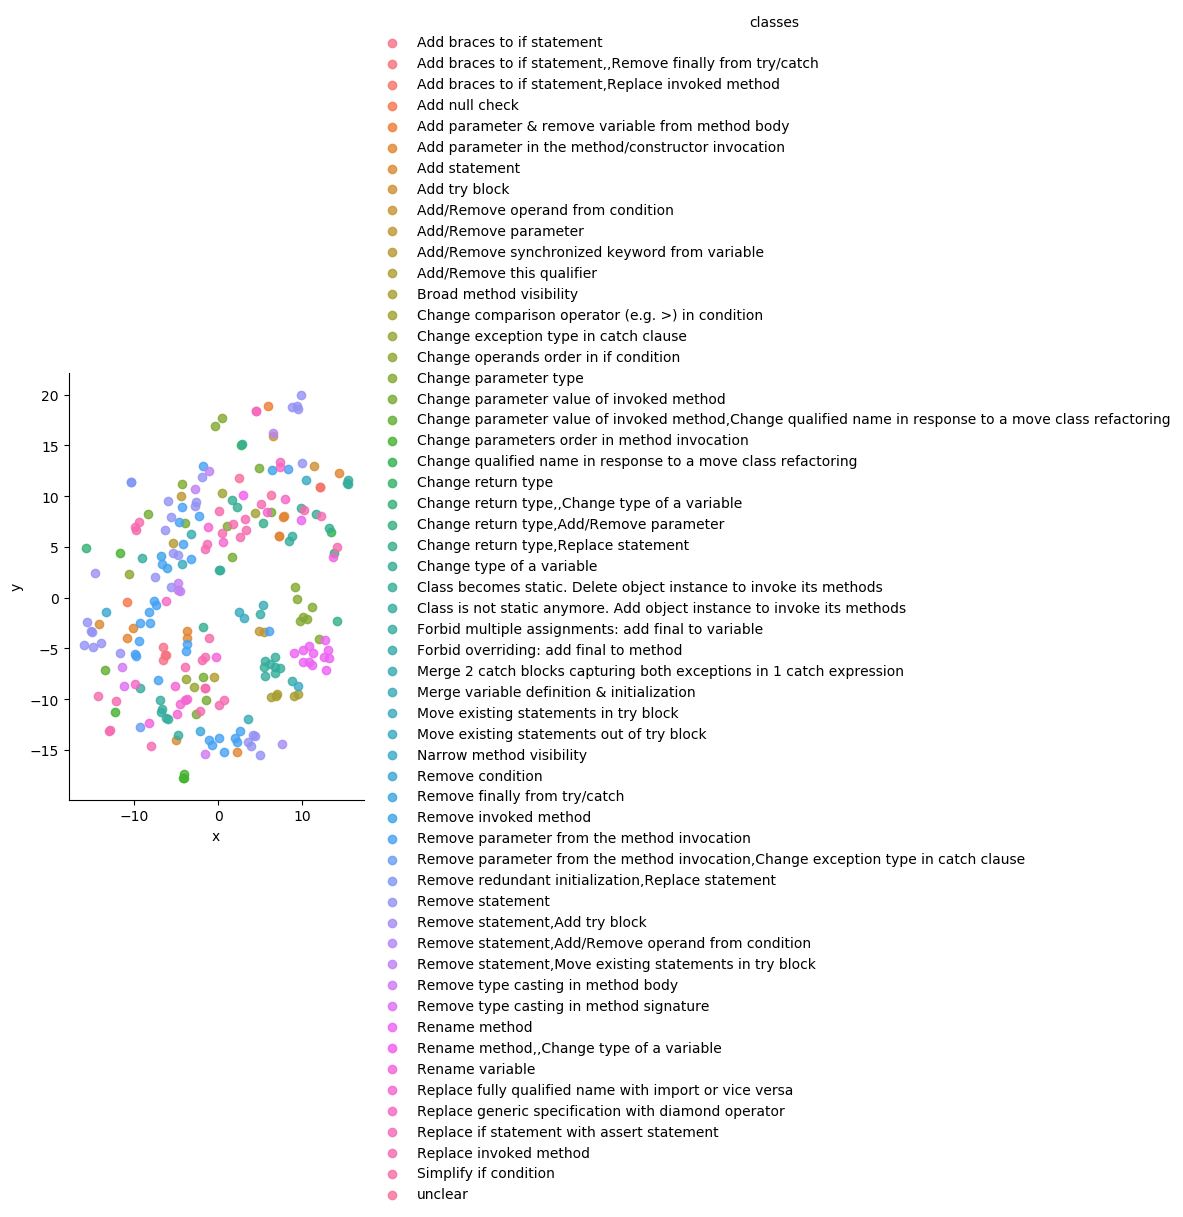 classes
Add braces to if statement
Add braces to if statement,,Remove finally from try/catch
Add braces to if statement,Replace invoked method
Add null check
Add parameter & remove variable from method body
Add parameter in the method/constructor invocation
Add statement
Add try block
Add/Remove operand from condition
Add/Remove parameter
Add/Remove synchronized keyword from variable
Add/Remove this qualifier
Broad method visibility
Change comparison operator (e.g. >) in condition
Change exception type in catch clause
Change operands order in if condition
Change parameter type
Change parameter value of invoked method
Change parameter value of invoked method,Change qualified name in response to a move class refactoring
Change parameters order in method invocation
Change qualified name in response to a move class refactoring
Change return type
Change return type,,Change type of a variable
Change return type,Add/Remove parameter
Change return type,Replace statement
Change type of a variable
Class becomes static. Delete object instance to invoke its methods
Class is not static anymore. Add object instance to invoke its methods
Forbid multiple assignments: add final to variable
Forbid overriding: add final to method
Merge 2 catch blocks capturing both exceptions in 1 catch expression
Merge variable definition & initialization
Move existing statements in try block
Move existing statements out of try block
Narrow method visibility
Remove condition
Remove finally from try/catch
Remove invoked method
Remove parameter from the method invocation
Remove parameter from the method invocation,Change exception type in catch clause
Remove redundant initialization,Replace statement
Remove statement
Remove statement,Add try block
Remove statement,Add/Remove operand from condition
Remove statement,Move existing statements in try block
Remove type casting in method body
Remove type casting in method signature
Rename method
Rename method,,Change type of a variable
Rename variable
Replace fully qualified name with import or vice versa
Replace generic specification with diamond operator
Replace if statement with assert statement
Replace invoked method
Simplify if condition
unclear
20
15
10
5
0
−5
−10
−15
y
−10 0 10
x